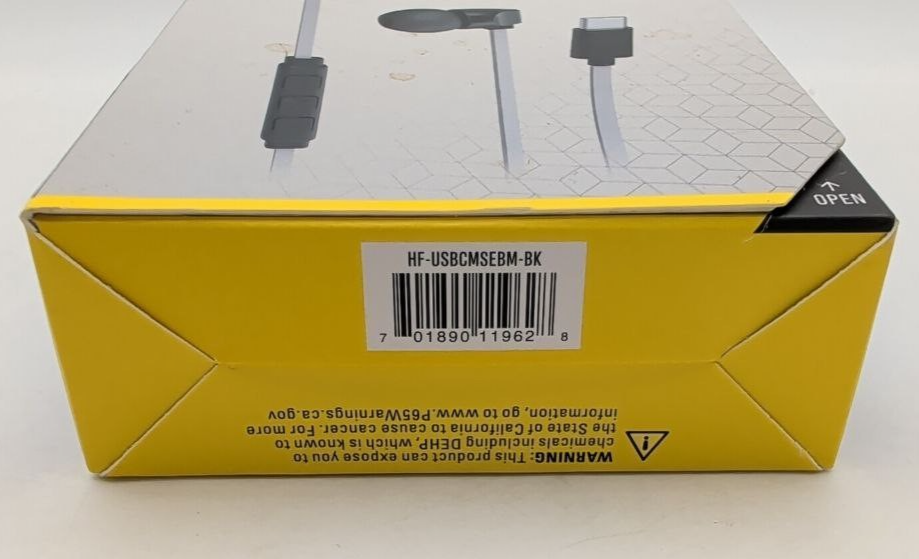 ↑
OPEN
HF-USBCMSEBM-BK
7 01890 11962 8
WARNING: This product can expose you to
chemicals including DEHP, which is known to
the State of California to cause cancer. For more
information, go to www.P65Warnings.ca.gov